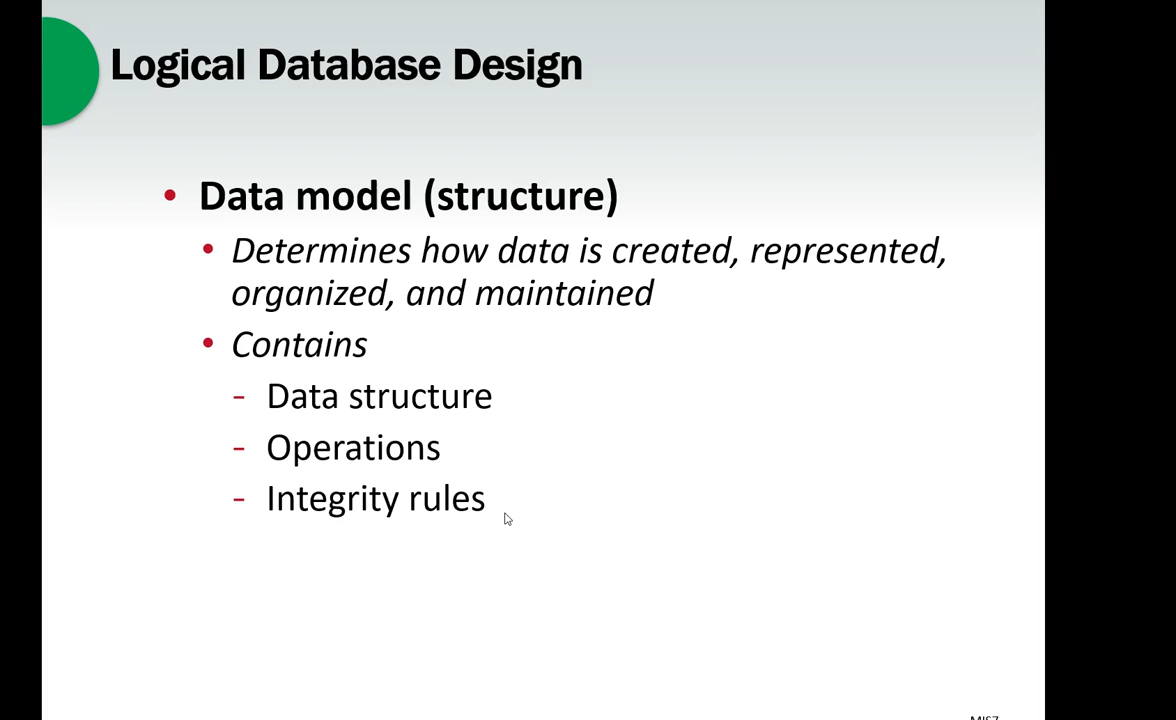 Logical Database Design
• Data model (structure)
• Determines how data is created, represented,
organized, and maintained
• Contains
- Data structure
- Operations
- Integrity rules